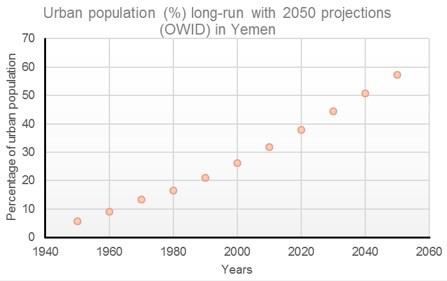 Urban population (%) long-run with 2050 projections
(OWID) in Yemen
Percentage of urban population
70
60
50
40
30
20
10
0
1940 1960 1980 2000 2020 2040 2060
Years